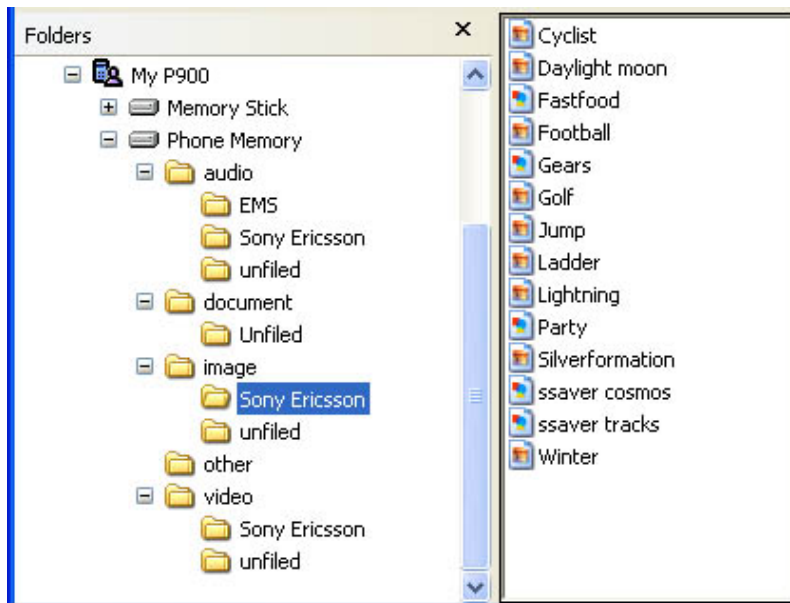 Folders
My P900
Memory Stick
Phone Memory
audio
EMS
Sony Ericsson
unfiled
document
Unfiled
image
Sony Ericsson
unfiled
other
video
Sony Ericsson
unfiled
Cyclist
Daylight moon
Fastfood
Football
Gears
Golf
Jump
Ladder
Lightning
Party
Silverformation
ssaver cosmos
ssaver tracks
Winter